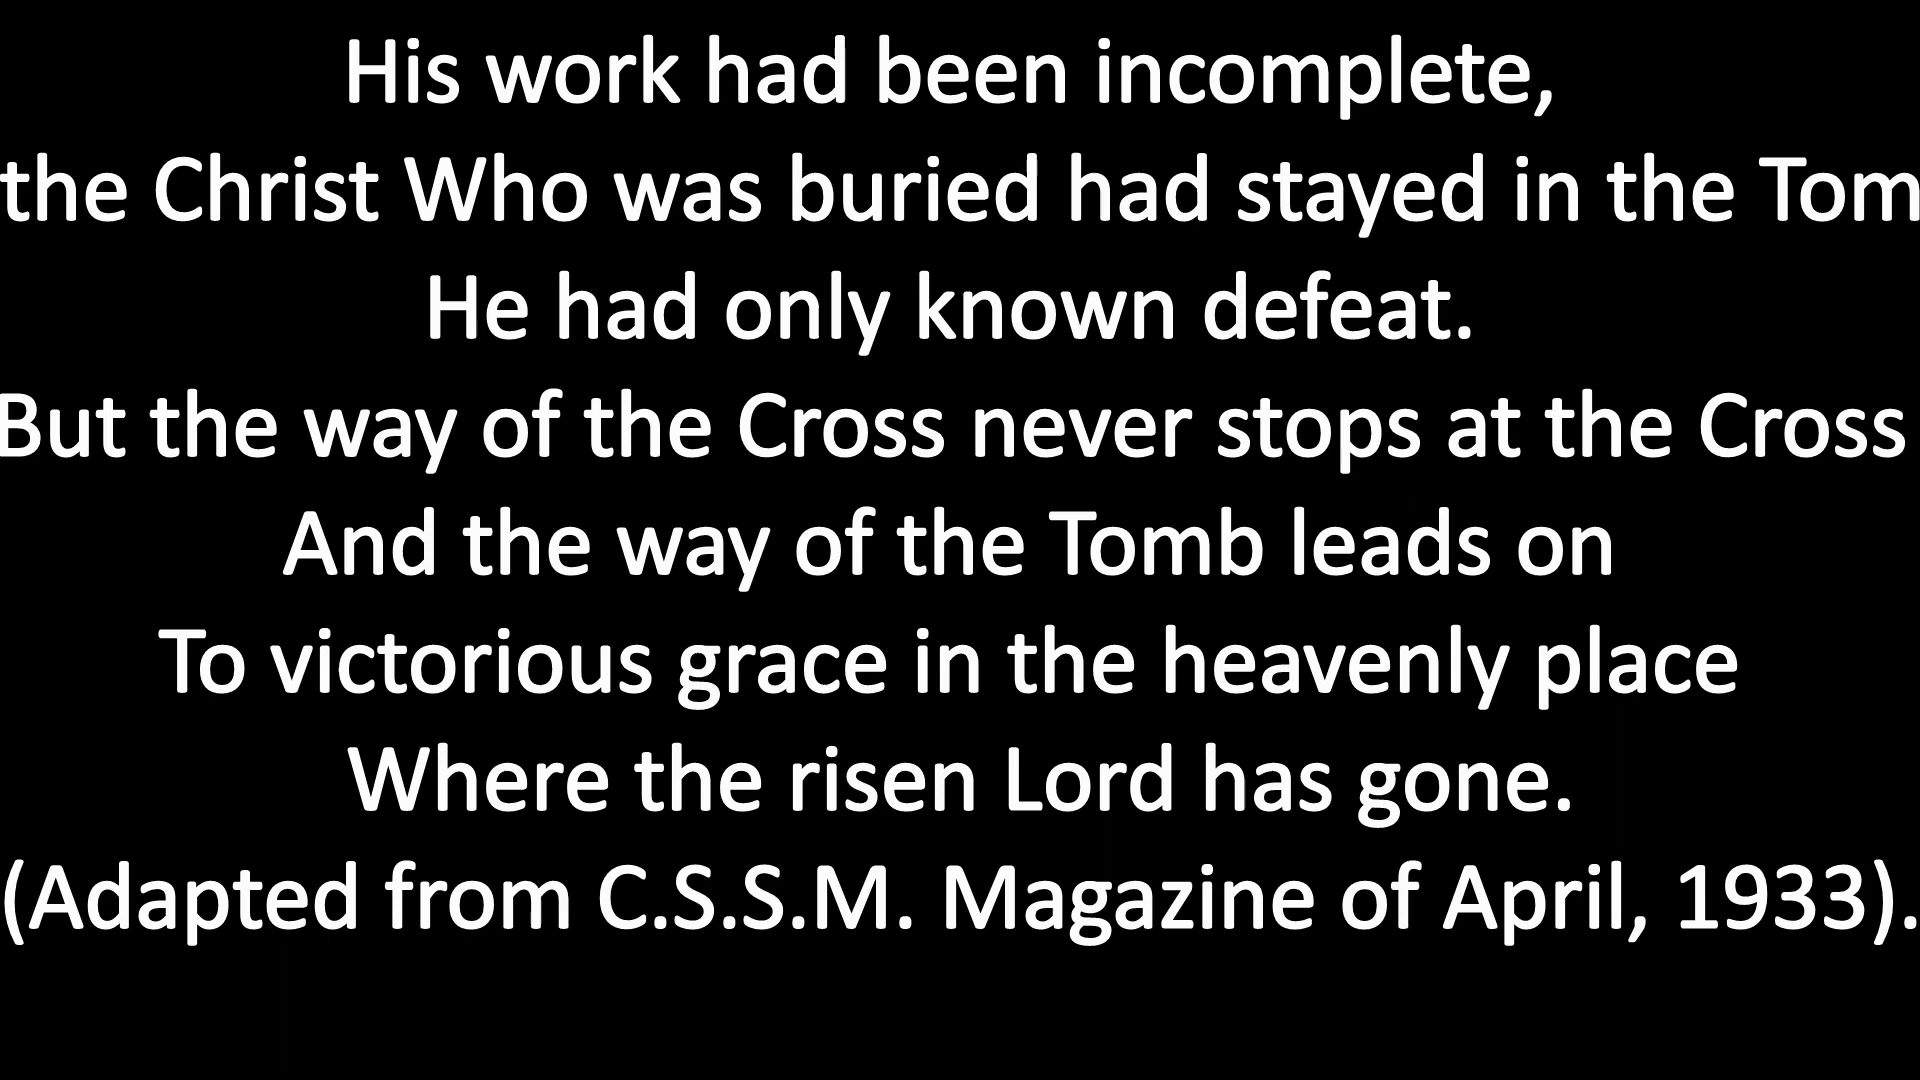 His work had been incomplete,
the Christ Who was buried had stayed in the Tom
He had only known defeat.
But the way of the Cross never stops at the Cross
And the way of the Tomb leads on
To victorious grace in the heavenly place
Where the risen Lord has gone.
(Adapted from C.S.S.M. Magazine of April, 1933).